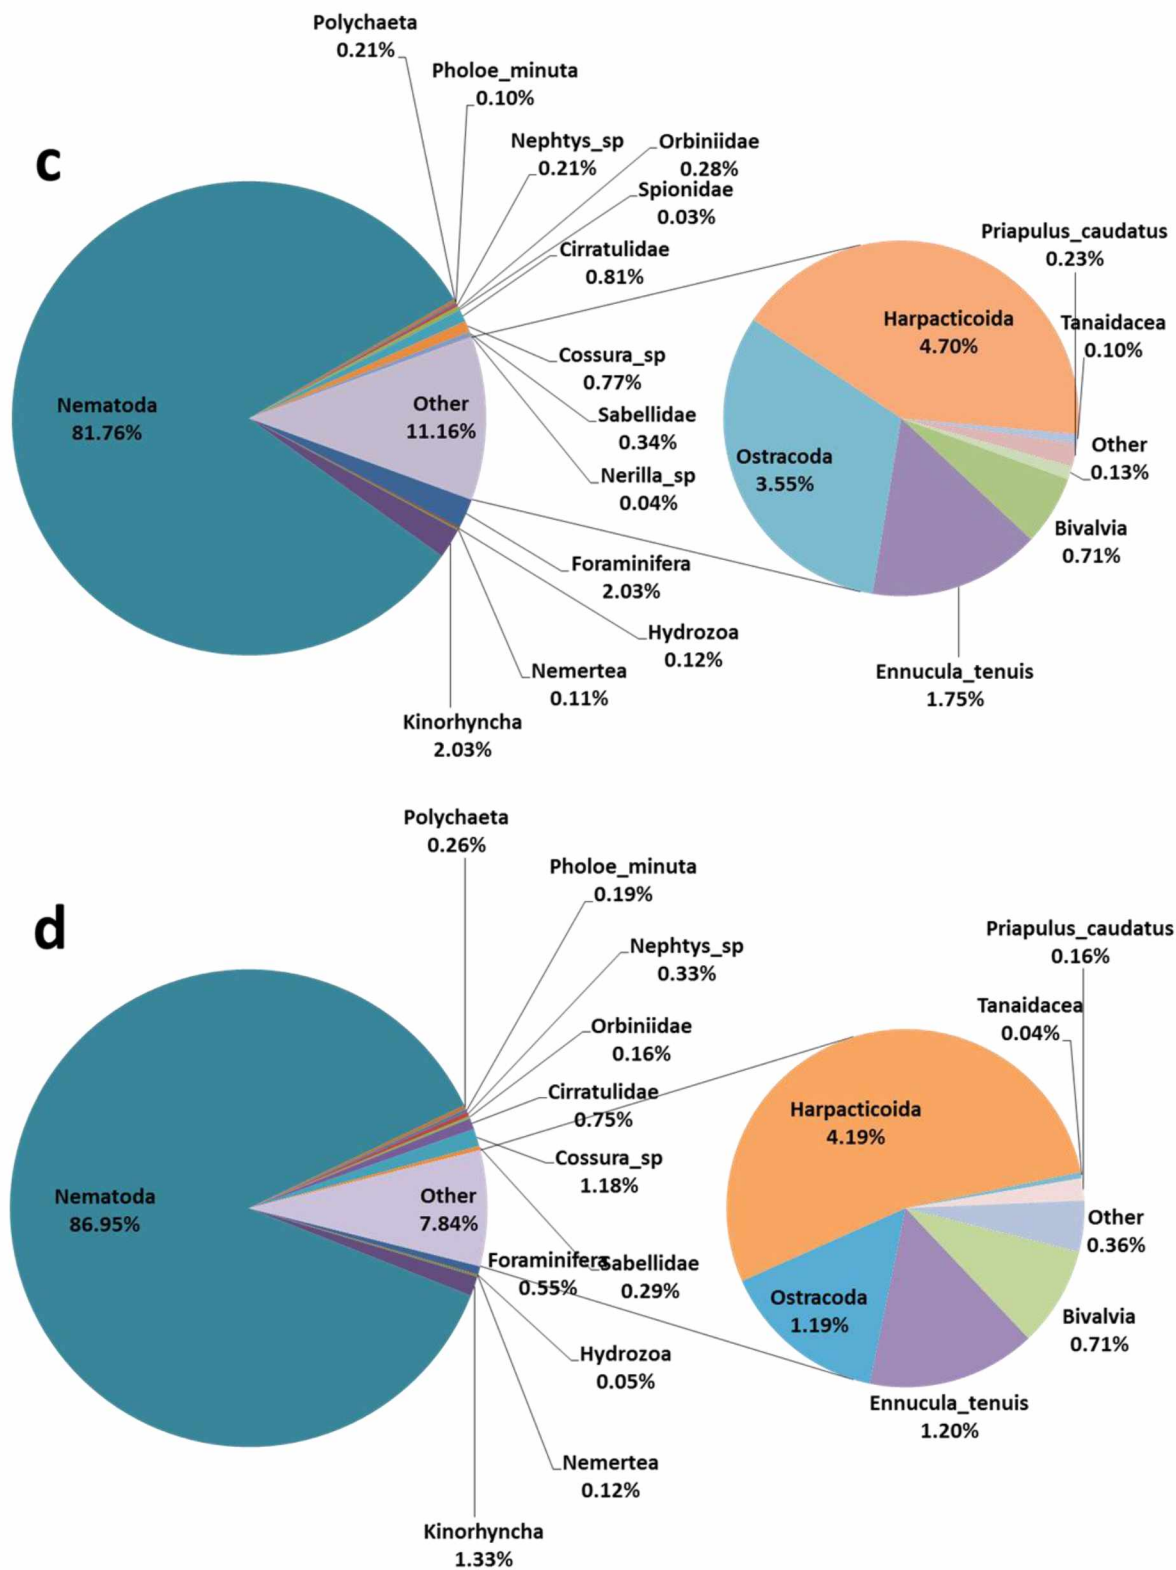 Polychaeta
0.21%
Pholoe_minuta
0.10%
c
Nephtys_sp
0.21%
Orbiniidae
0.28%
Spionidae
0.03%
Cirratulidae
0.81%
Priapulus_caudatus
0.23%
Harpacticoida
4.70%
Tanaidacea
0.10%
Cossura_sp
0.77%
Nematoda
81.76%
Other
11.16%
Sabellidae
0.34%
Ostracoda
3.55%
Other
0.13%
Nerilla_sp
0.04%
Bivalvia
0.71%
Foraminifera
2.03%
Hydrozoa
0.12%
Nemertea
0.11%
Ennucula_tenuis
1.75%
Kinorhyncha
2.03%
Polychaeta
0.26%
Pholoe_minuta
0.19%
d
Nephtys_sp
0.33%
Priapulus_caudatus
0.16%
Tanaidacea
0.04%
Orbiniidae
0.16%
Cirratulidae
0.75%
Harpacticoida
4.19%
Cossura_sp
1.18%
Nematoda
86.95%
Other
7.84%
Other
0.36%
Foraminifera
0.55%
Sabellidae
0.29%
Ostracoda
1.19%
Bivalvia
0.71%
Hydrozoa
0.05%
Ennucula_tenuis
1.20%
Nemertea
0.12%
Kinorhyncha
1.33%